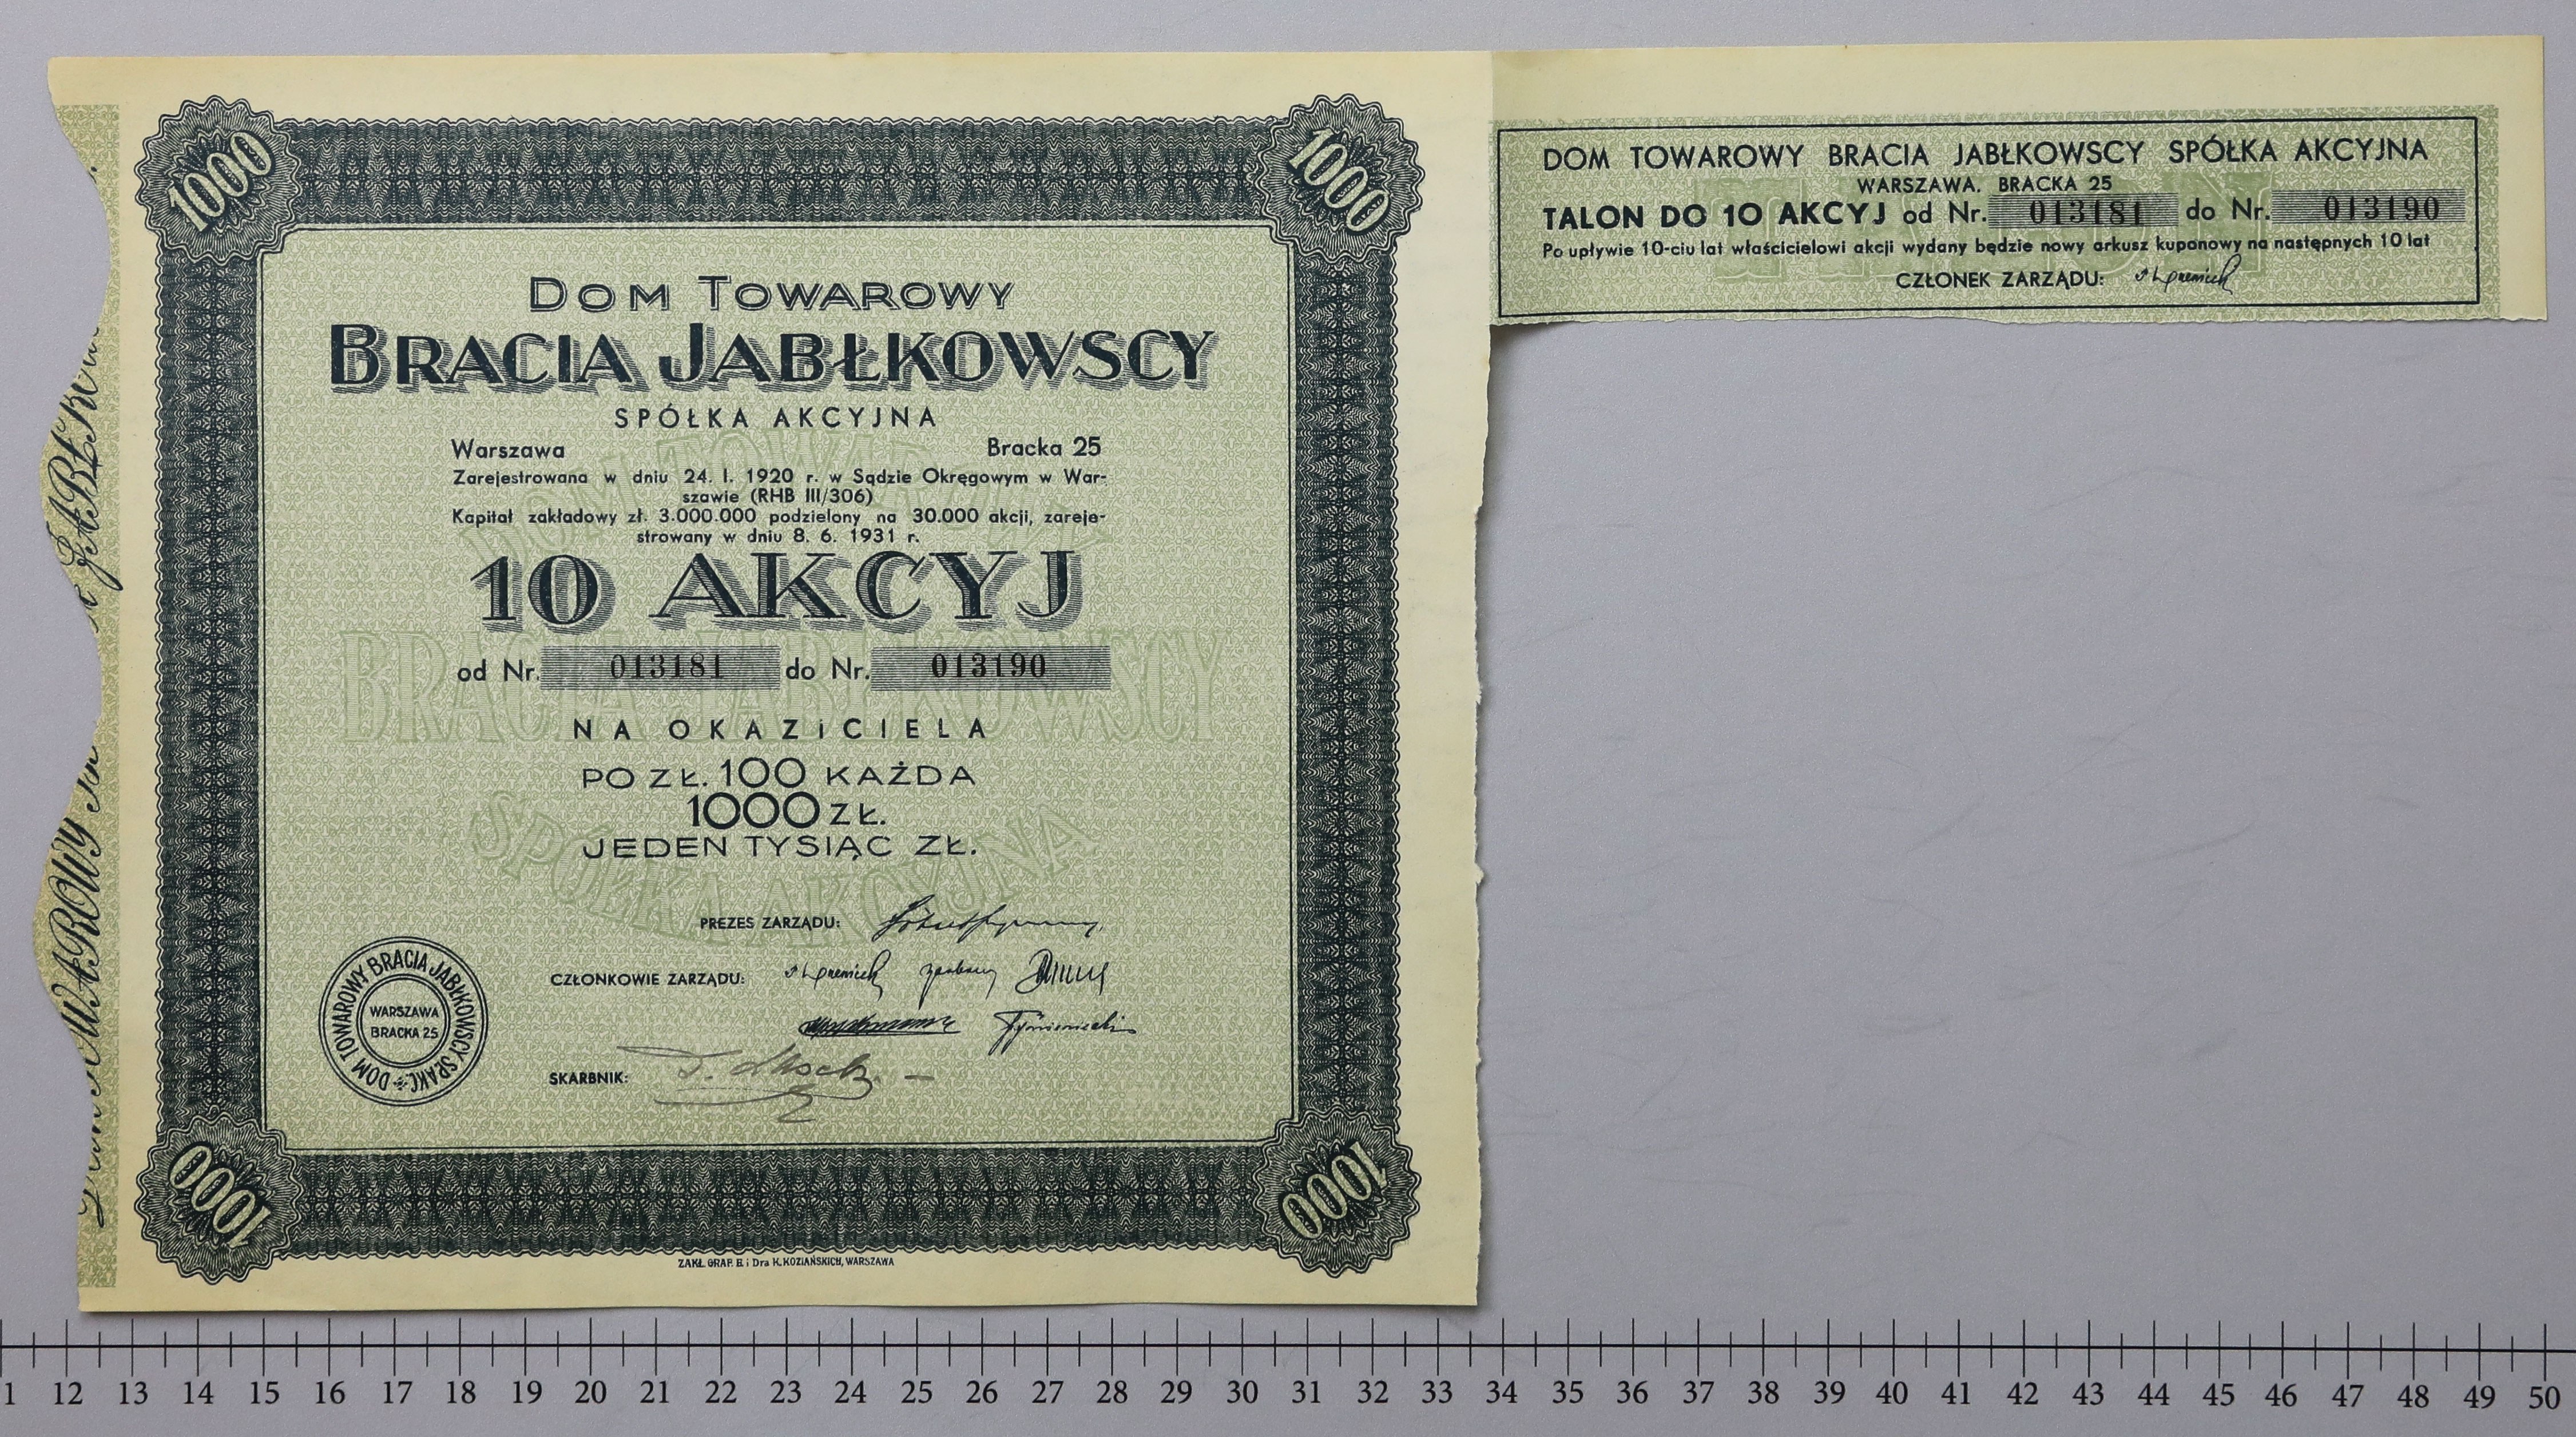 1000
1000
DOM TOWAROWY
BRACIA JABŁKOWSCY
SPÓŁKA AKCYJNA
Warszawa Bracka 25
Zarejestrowana w dniu 24. I. 1920 r. w Sądzie Okręgowym w War-
szawie (RHB III/306)
Kapitał zakładowy zł. 3.000.000 podzielony na 30.000 akcji, zareje-
strowany w dniu 8. 6. 1931 r.
10 AKCYJ
od Nr. 013181 do Nr. 013190
NA OKAZiCIELA
PO ZŁ. 100 KAŻDA
1000 ZŁ.
JEDEN TYSIĄC ZŁ.
PREZES ZARZĄDU:
CZŁONKOWIE ZARZĄDU:
SKARBNIK:
DOM TOWAROWY BRACIA JABŁKOWSCY SP. AKC.
WARSZAWA
BRACKA 25
1000
1000
ZAKŁ. GRAF. B. i Dra K. KOZIAŃSKICH, WARSZAWA
DOM TOWAROWY
BRACIA JABŁKOWSCY
SPÓŁKA AKCYJNA
DOM TOWAROWY BRACIA JABŁKOWSCY SPÓŁKA AKCYJNA
WARSZAWA. BRACKA 25
TALON DO 10 AKCYJ od Nr. 013181 do Nr. 013190
Po upływie 10-ciu lat właścicielowi akcji wydany będzie nowy arkusz kuponowy na następnych 10 lat
CZŁONEK ZARZĄDU:
TALON
1 12 13 14 15 16 17 18 19 20 21 22 23 24 25 26 27 28 29 30 31 32 33 34 35 36 37 38 39 40 41 42 43 44 45 46 47 48 49 50